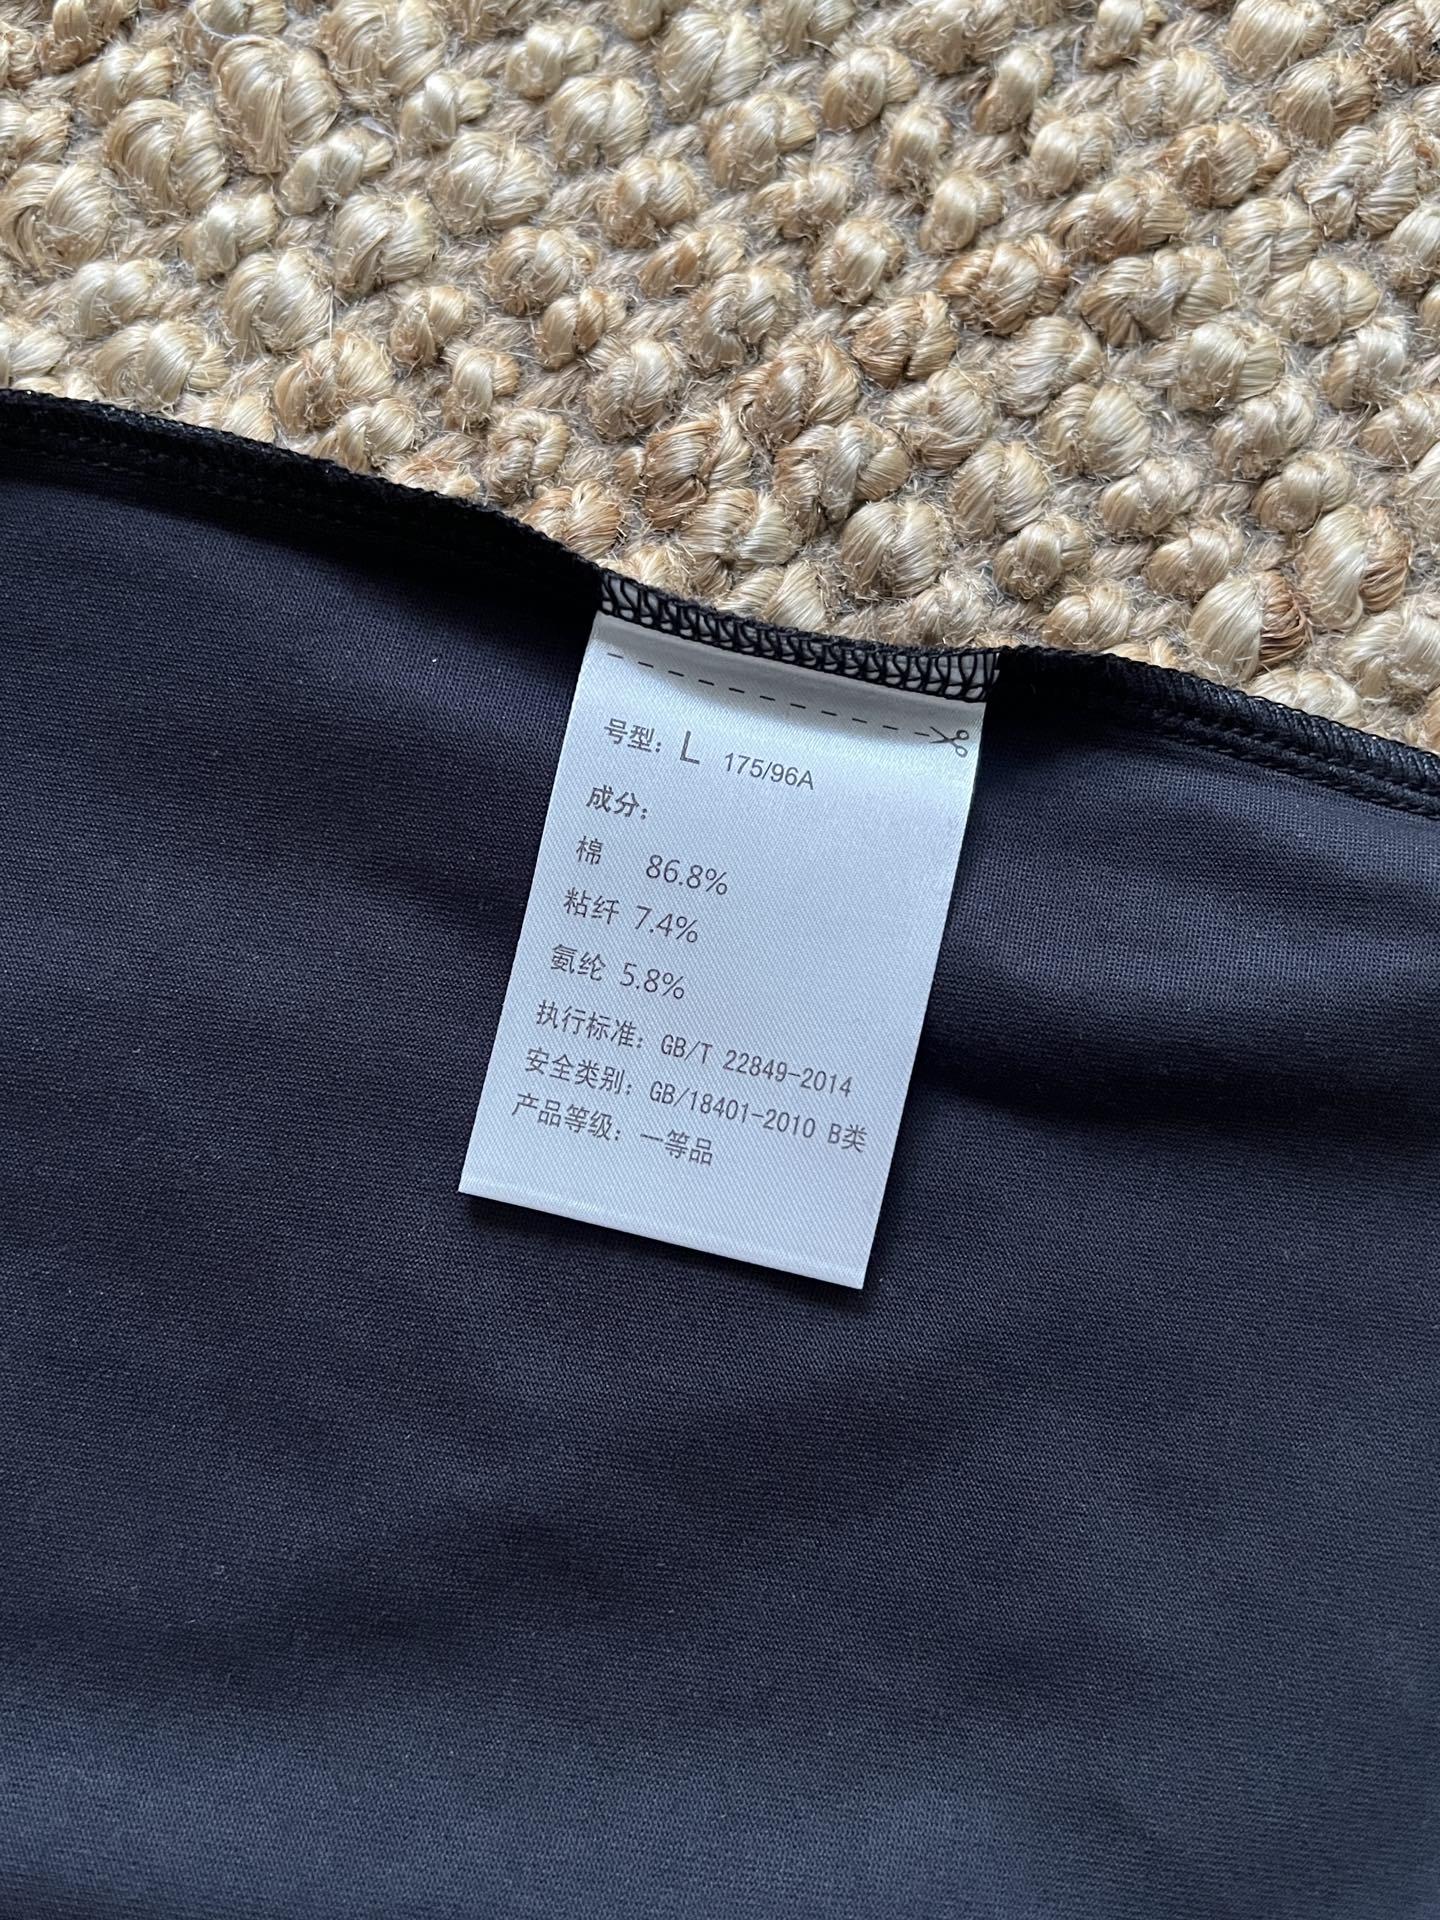 号型：L 175/96A
成分：
棉 86.8%
粘纤 7.4%
氨纶 5.8%
执行标准：GB/T 22849-2014
安全类别：GB/18401-2010 B类
产品等级：一等品